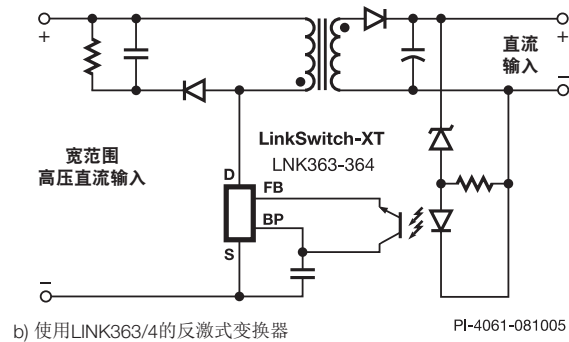 +
+
直流
输入
−
LinkSwitch-XT
LNK363-364
宽范围
高压直流输入
D
FB
BP
S
−
b) 使用LINK363/4的反激式变换器
PI-4061-081005